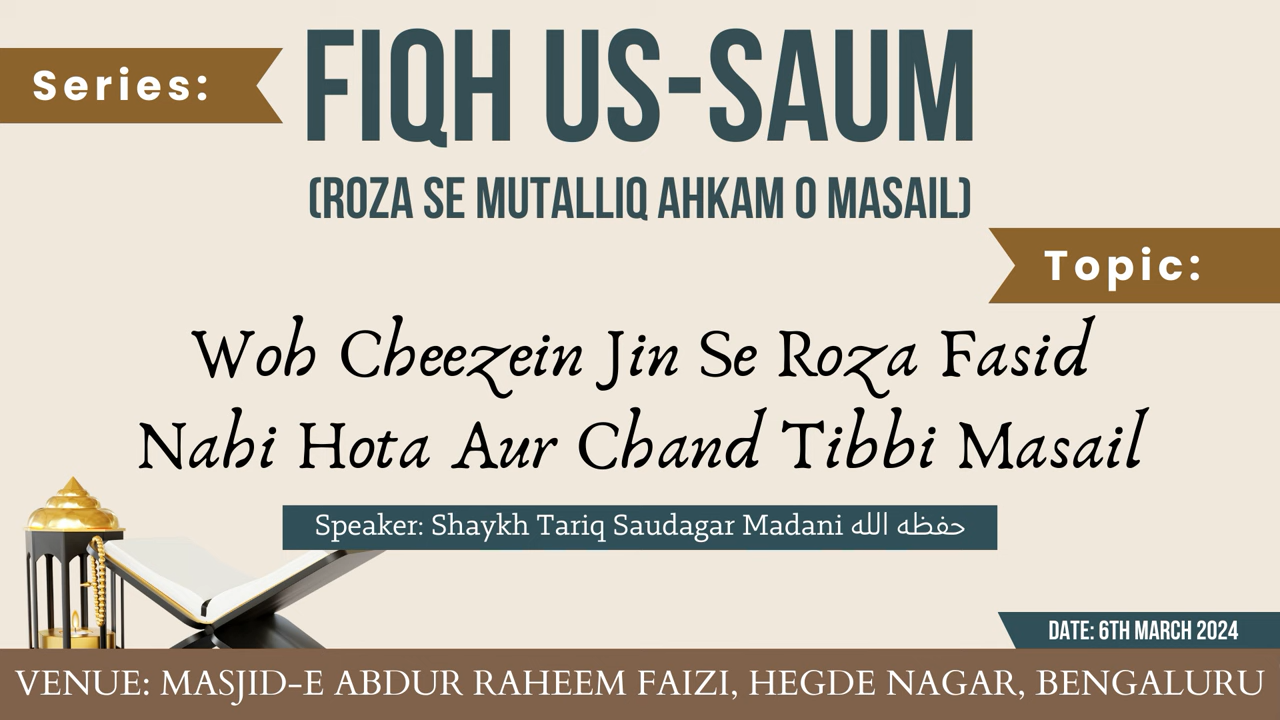 Series:
FIQH US-SAUM
(ROZA SE MUTALLIQ AHKAM O MASAIL)
Topic:
Woh Cheezein Jin Se Roza Fasid
Nahi Hota Aur Chand Tibbi Masail
Speaker: Shaykh Tariq Saudagar Madani حفظه الله
DATE: 6TH MARCH 2024
VENUE: MASJID-E ABDUR RAHEEM FAIZI, HEGDE NAGAR, BENGALURU